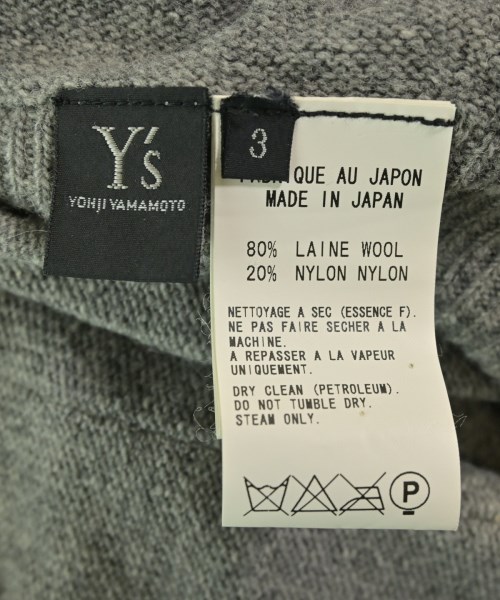 Y's
YOHJI YAMAMOTO
3
QUE AU JAPON
MADE IN JAPAN
80% LAINE WOOL
20% NYLON NYLON
NETTOYAGE A SEC (ESSENCE F).
NE PAS FAIRE SECHER A LA
MACHINE.
A REPASSER A LA VAPEUR
UNIQUEMENT.
DRY CLEAN (PETROLEUM).
DO NOT TUMBLE DRY.
STEAM ONLY.
P